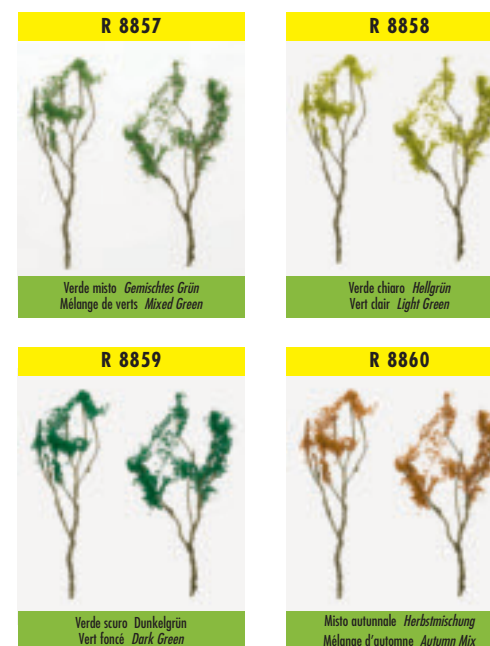 R 8857
Verde misto Gemischtes Grün
Mélange de verts Mixed Green
R 8858
Verde chiaro Hellgrün
Vert clair Light Green
R 8859
Verde scuro Dunkelgrün
Vert foncé Dark Green
R 8860
Misto autunnale Herbstmischung
Mélange d'automne Autumn Mix